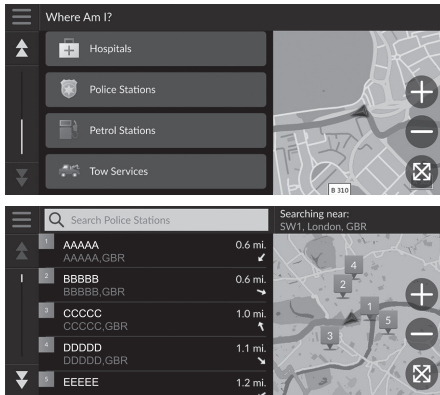 Where Am I?
Hospitals
Police Stations
Petrol Stations
Tow Services
B 310
Search Police Stations
Searching near:
SW1, London, GBR
1 AAAAA 0.6 mi.
AAAAA,GBR
2 BBBBB 0.6 mi.
BBBBB,GBR
3 CCCCC 1.0 mi.
CCCCC,GBR
4 DDDDD 1.1 mi.
DDDDD,GBR
5 EEEEE 1.2 mi.
4
2
1
5
3